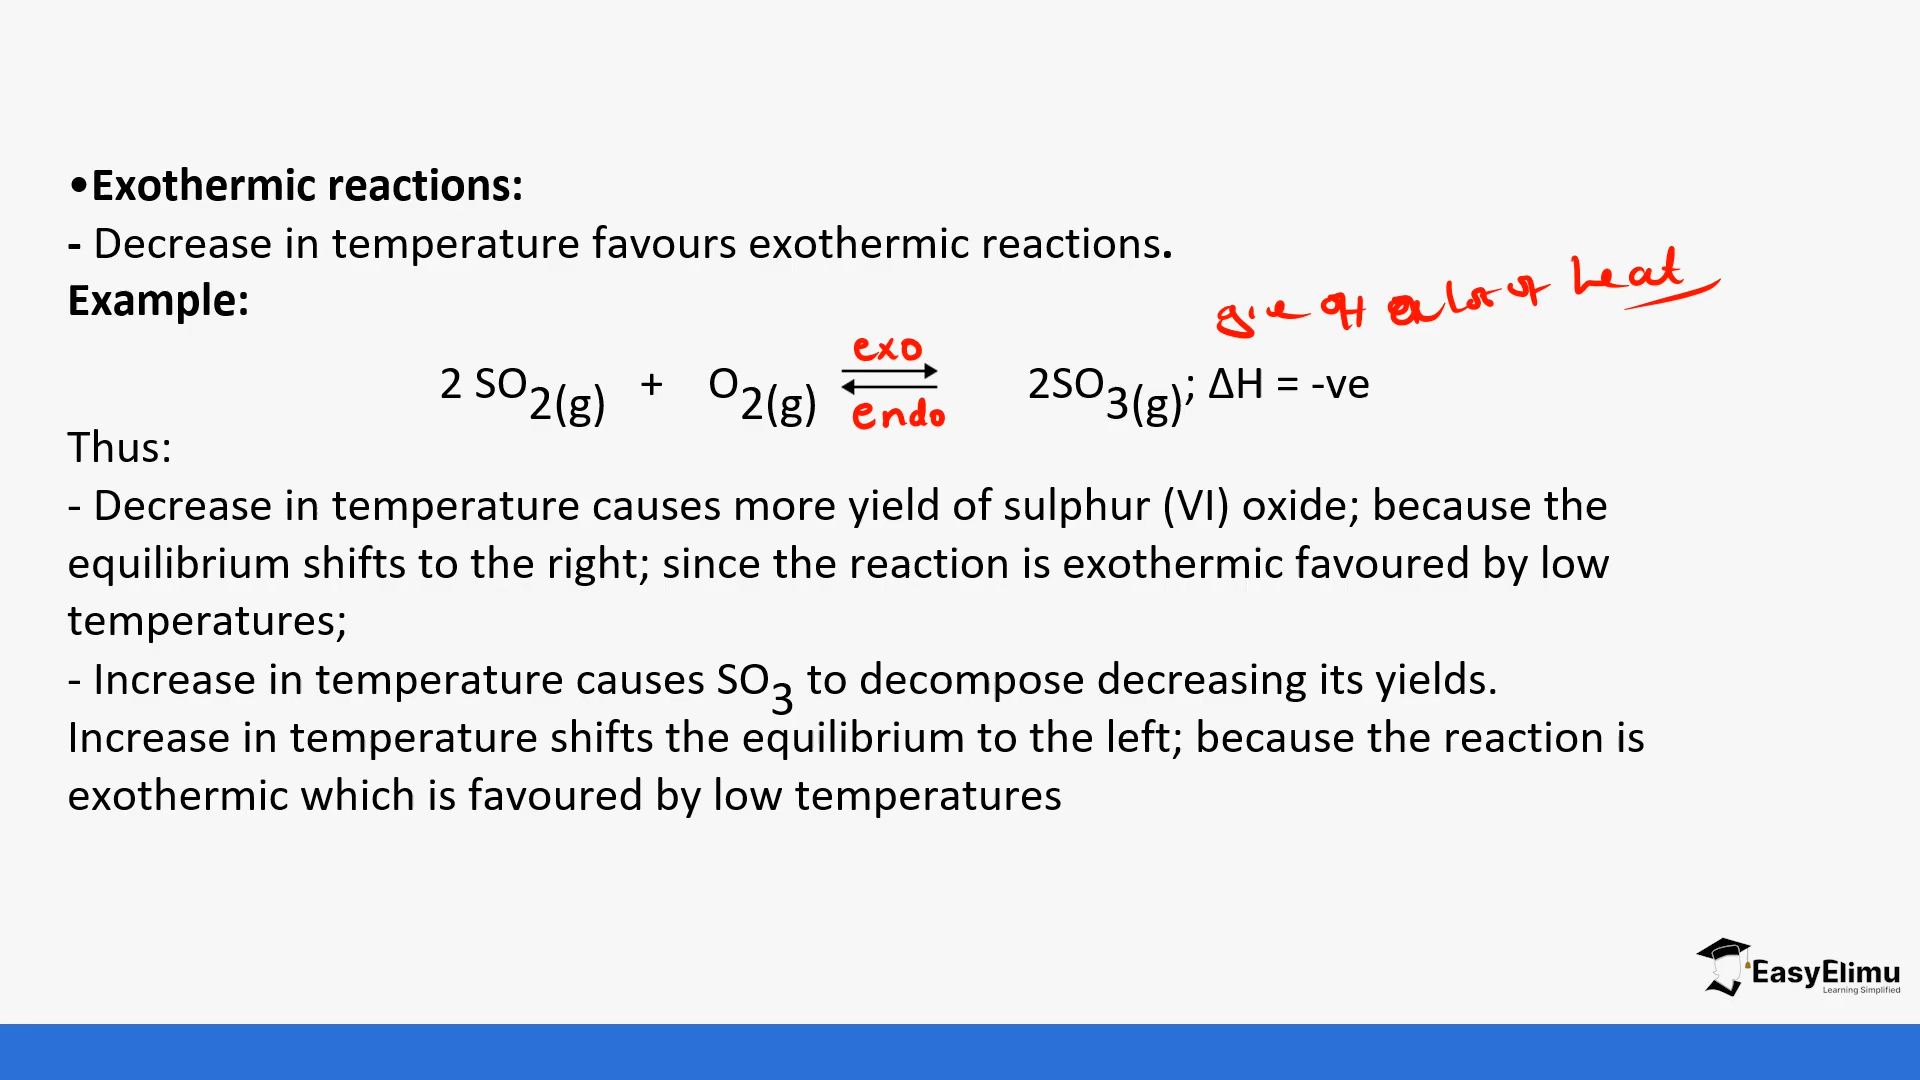 •Exothermic reactions:
- Decrease in temperature favours exothermic reactions.
Example:
give off a lot of heat
exo
2 SO2(g) + O2(g) ⇌ 2SO3(g); ΔH = -ve
endo
Thus:
- Decrease in temperature causes more yield of sulphur (VI) oxide; because the
equilibrium shifts to the right; since the reaction is exothermic favoured by low
temperatures;
- Increase in temperature causes SO3 to decompose decreasing its yields.
Increase in temperature shifts the equilibrium to the left; because the reaction is
exothermic which is favoured by low temperatures
EasyElimu
Learning Simplified